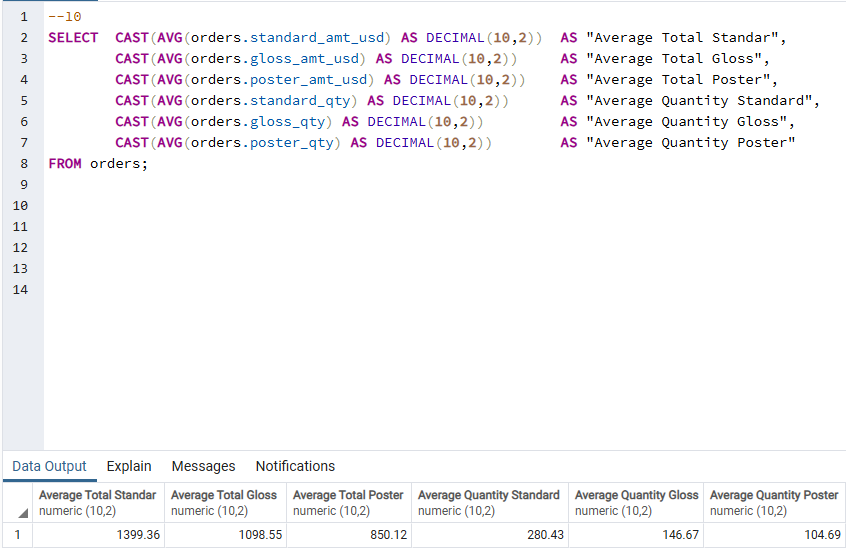 1 --10
2 SELECT CAST(AVG(orders.standard_amt_usd) AS DECIMAL(10,2)) AS "Average Total Standar",
3 CAST(AVG(orders.gloss_amt_usd) AS DECIMAL(10,2)) AS "Average Total Gloss",
4 CAST(AVG(orders.poster_amt_usd) AS DECIMAL(10,2)) AS "Average Total Poster",
5 CAST(AVG(orders.standard_qty) AS DECIMAL(10,2)) AS "Average Quantity Standard",
6 CAST(AVG(orders.gloss_qty) AS DECIMAL(10,2)) AS "Average Quantity Gloss",
7 CAST(AVG(orders.poster_qty) AS DECIMAL(10,2)) AS "Average Quantity Poster"
8 FROM orders;
9
10
11
12
13
14
Data Output Explain Messages Notifications
Average Total Standar Average Total Gloss Average Total Poster Average Quantity Standard Average Quantity Gloss Average Quantity Poster
numeric (10,2) numeric (10,2) numeric (10,2) numeric (10,2) numeric (10,2) numeric (10,2)
1 1399.36 1098.55 850.12 280.43 146.67 104.69